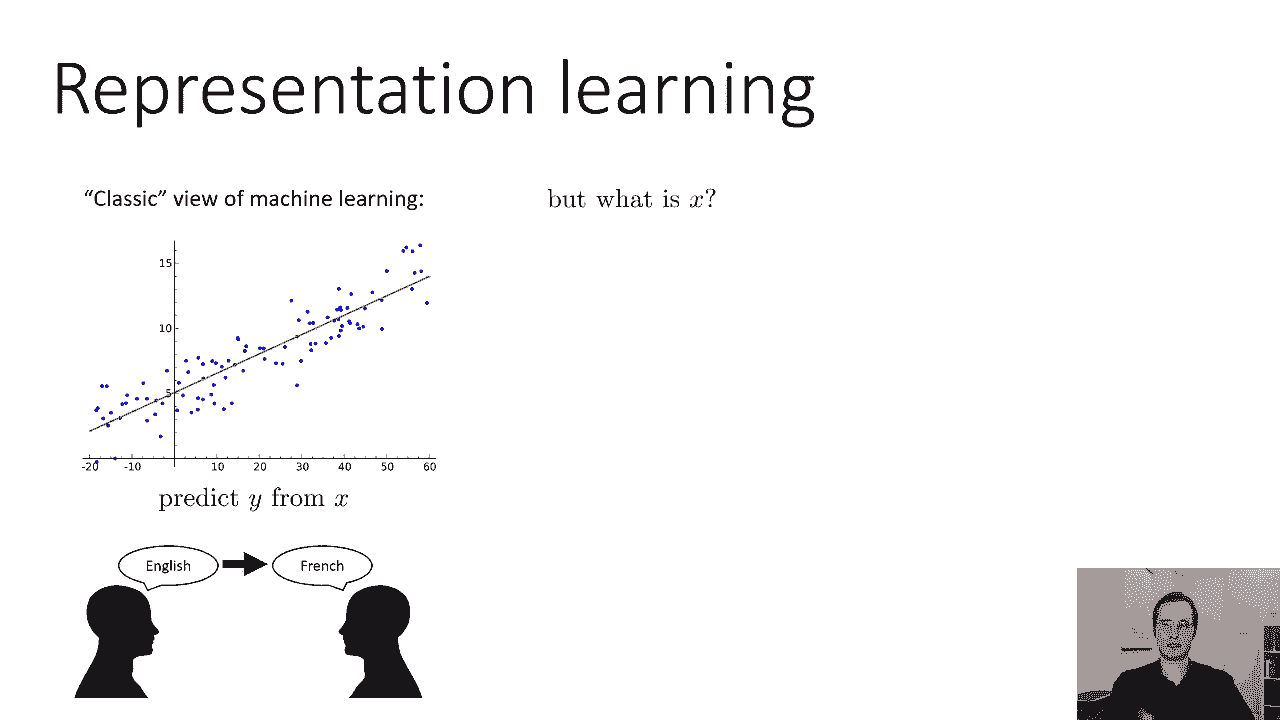 Representation learning
“Classic” view of machine learning:
but what is x?
15
10
5
-20 -10 10 20 30 40 50 60
predict y from x
English
French